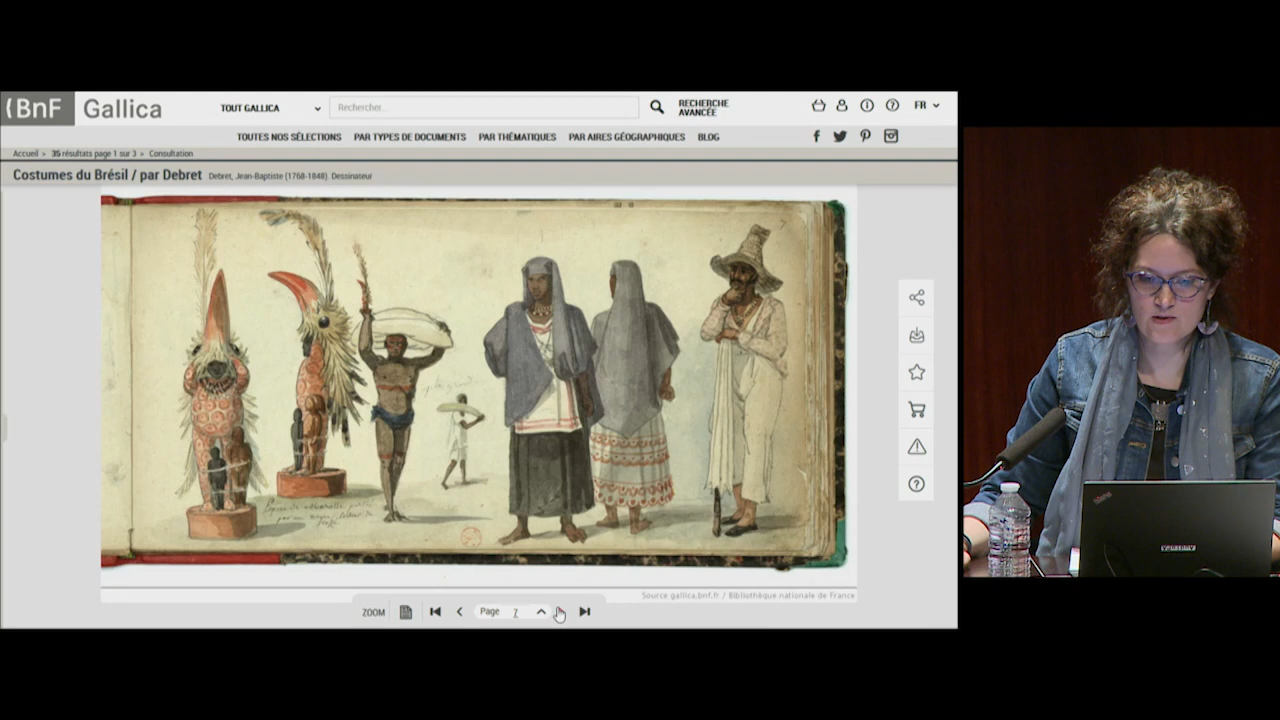 BnF Gallica
TOUT GALLICA
Rechercher...
RECHERCHE
AVANCÉE
FR
TOUTES NOS SÉLECTIONS PAR TYPES DE DOCUMENTS PAR THÉMATIQUES PAR AIRES GÉOGRAPHIQUES BLOG
Accueil > 35 résultats page 1 sur 3 > Consultation
Costumes du Brésil / par Debret Debret, Jean-Baptiste (1768-1848). Dessinateur
Source gallica.bnf.fr / Bibliothèque nationale de France
ZOOM
Page 7